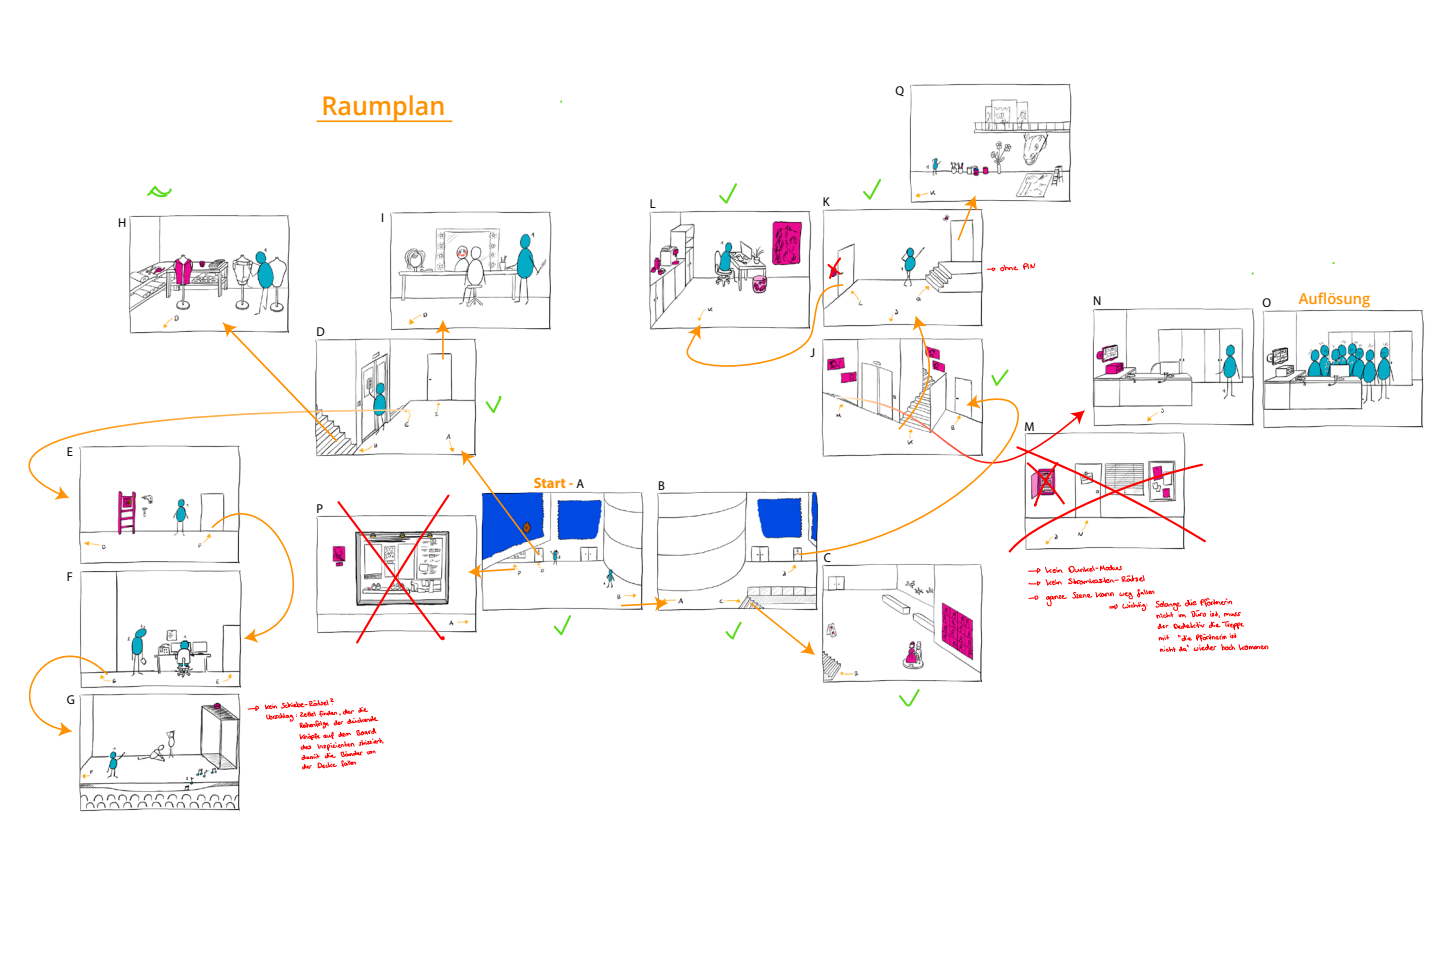 Raumplan
Q
K
H
D
I
D
L
K
K
L
G
J
→ ohne PIN
N
J
O
Auflösung
D
H
G
I
A
J
M
K
B
M
J
N
→ kein Dunkel-Modus
→ kein Stromkasten-Rätsel
→ ganze Szene kann weg fallen
⇒ Wichtig: Solange die Pförtnerin
nicht im Büro ist, muss
der Detektiv die Treppe
mit "die Pförtnerin ist
nicht da" wieder hoch kommen
E
D
F
P
A
Start - A
P
D
B
B
A
C
J
C
B
F
G
E
G
F
→ kein Schiebe-Rätsel?
Vorschlag: Zettel finden, der die
Reihenfolge der drückende
Knöpfe auf dem Board
des Inspizienten skizziert,
damit die Bänder von
der Decke fallen